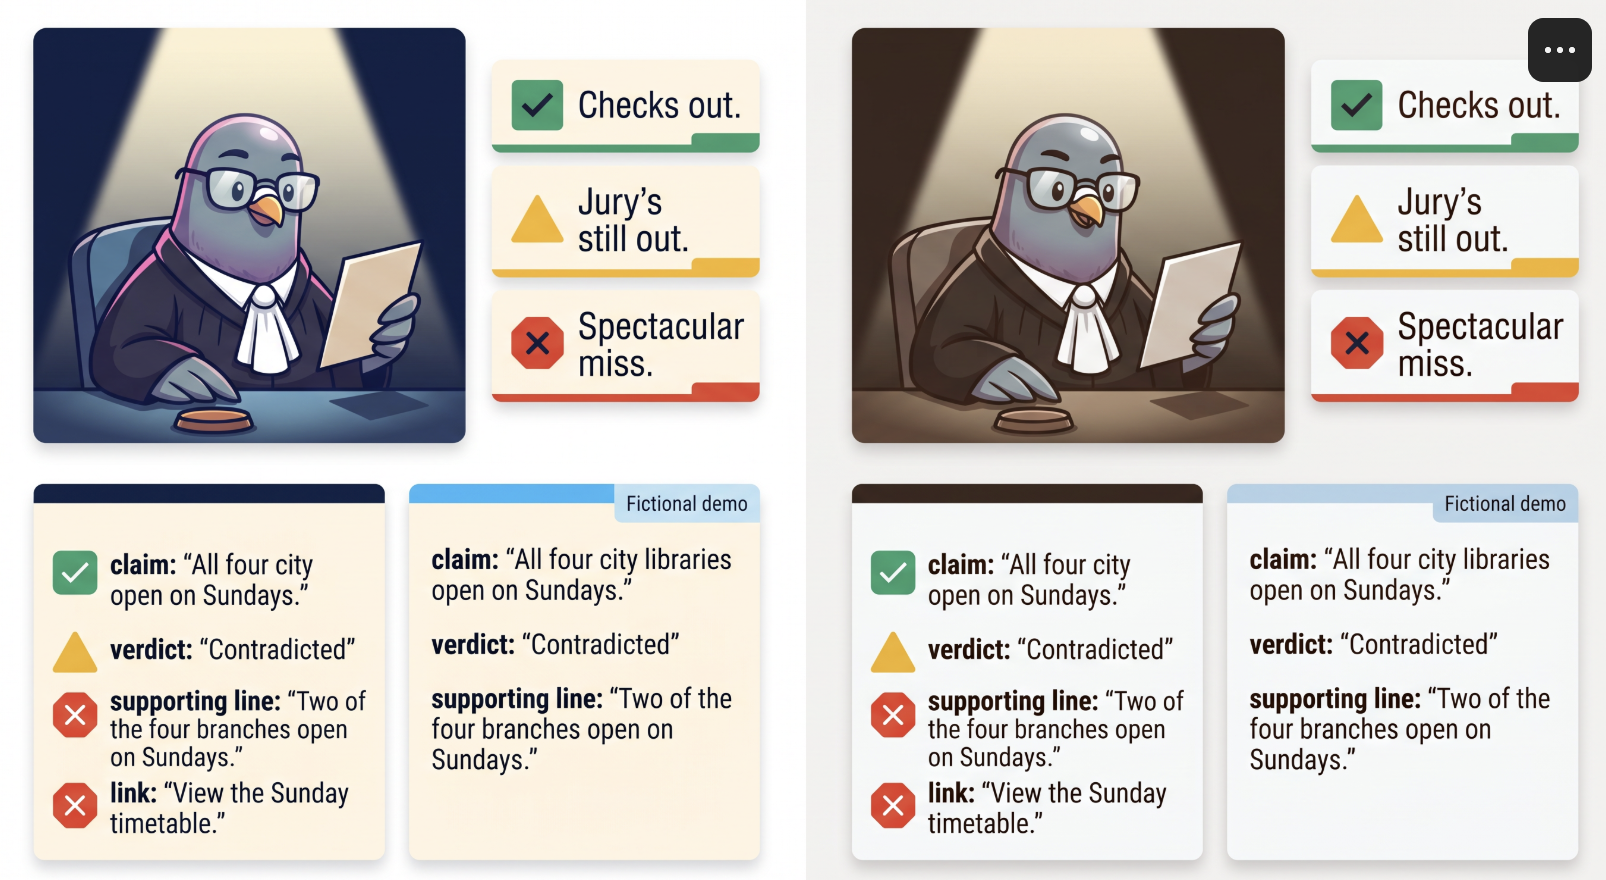 Checks out.
Jury’s
still out.
Spectacular
miss.
claim: “All four city
open on Sundays.”
verdict: “Contradicted”
supporting line: “Two of
the four branches open
on Sundays.”
link: “View the Sunday
timetable.”
Fictional demo
claim: “All four city libraries
open on Sundays.”
verdict: “Contradicted”
supporting line: “Two of the
four branches open on
Sundays.”
Checks out.
Jury’s
still out.
Spectacular
miss.
claim: “All four city
open on Sundays.”
verdict: “Contradicted”
supporting line: “Two of
the four branches open
on Sundays.”
link: “View the Sunday
timetable.”
Fictional demo
claim: “All four city libraries
open on Sundays.”
verdict: “Contradicted”
supporting line: “Two of the
four branches open on
Sundays.”